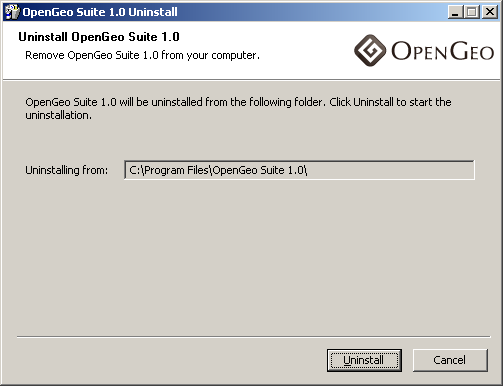 OpenGeo Suite 1.0 Uninstall
Uninstall OpenGeo Suite 1.0
Remove OpenGeo Suite 1.0 from your computer.
OPENGEO
OpenGeo Suite 1.0 will be uninstalled from the following folder. Click Uninstall to start the
uninstallation.
Uninstalling from: C:\Program Files\OpenGeo Suite 1.0\
Uninstall Cancel